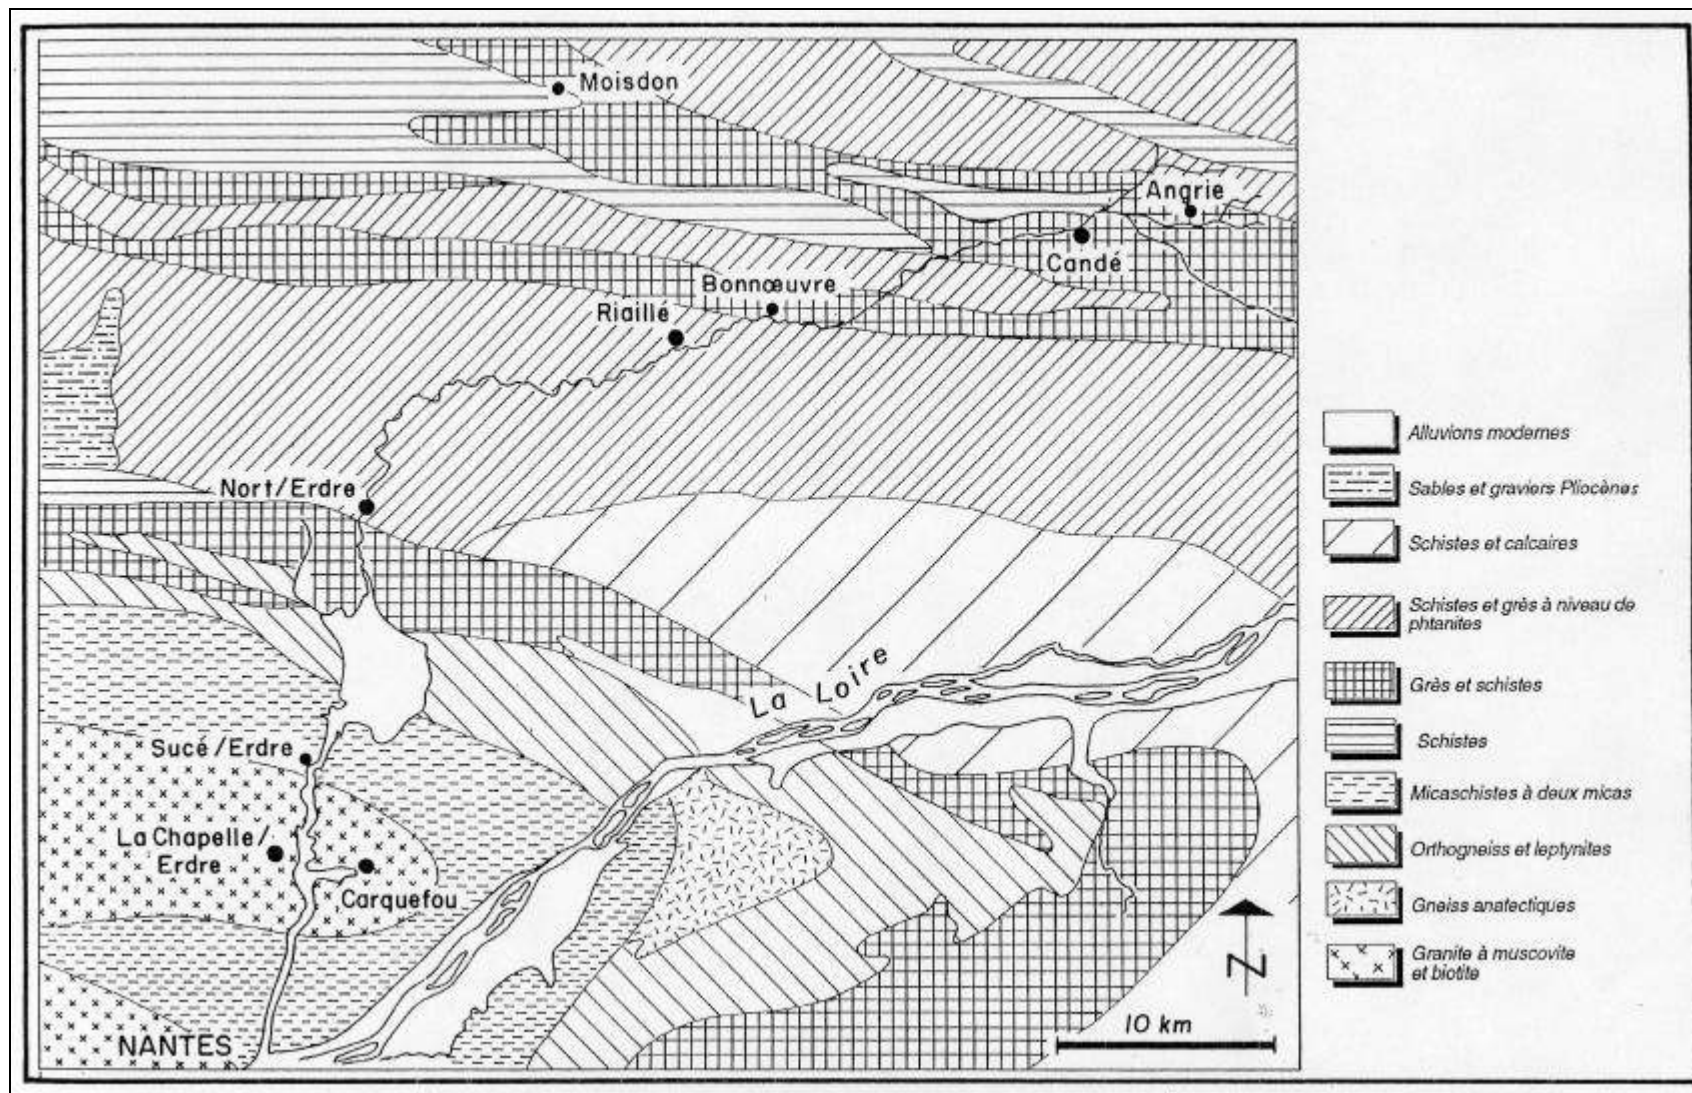 Moisdon
Angrie
Candé
Bonnœuvre
Riaillé
Nort/Erdre
La Loire
Sucé /Erdre
La Chapelle/
Erdre
Carquefou
NANTES
N
10 km
Alluvions modernes
Sables et graviers Pliocènes
Schistes et calcaires
Schistes et grès à niveau de
phtanites
Grès et schistes
Schistes
Micaschistes à deux micas
Orthogneiss et leptynites
Gneiss anatectiques
Granite à muscovite
et biotite